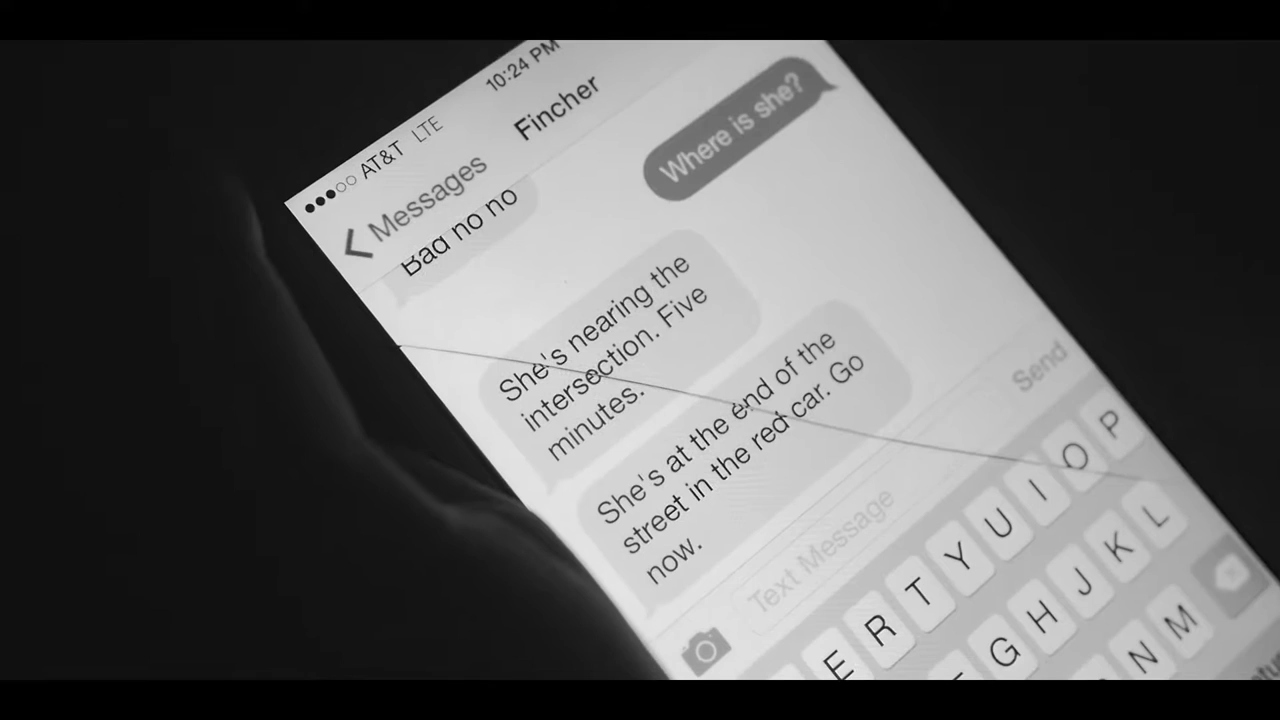 AT&T LTE 10:24 PM
Messages Fincher
Where is she?
Bad no no
She's nearing the
intersection. Five
minutes.
She's at the end of the
street in the red car. Go
now.
Text Message Send
E R T Y U I O P
G H J K L
N M